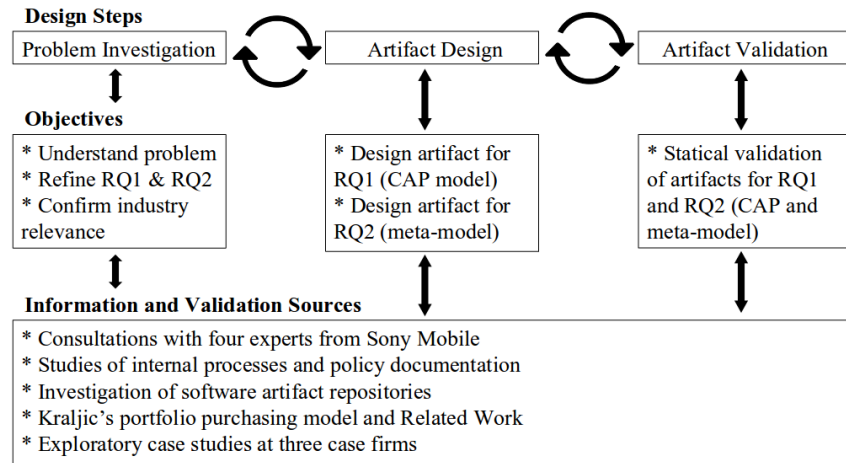 Design Steps
Problem Investigation
Artifact Design
Artifact Validation
Objectives
* Understand problem
* Refine RQ1 & RQ2
* Confirm industry
relevance
* Design artifact for
RQ1 (CAP model)
* Design artifact for
RQ2 (meta-model)
* Statical validation
of artifacts for RQ1
and RQ2 (CAP and
meta-model)
Information and Validation Sources
* Consultations with four experts from Sony Mobile
* Studies of internal processes and policy documentation
* Investigation of software artifact repositories
* Kraljic’s portfolio purchasing model and Related Work
* Exploratory case studies at three case firms